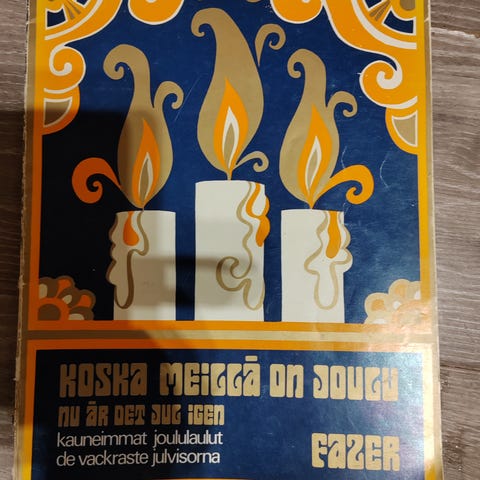 KOSKA MEILLÄ ON JOULU
NU ÄR DET JUL IGEN
kauneimmat joululaulut
de vackraste julvisorna
FAZER